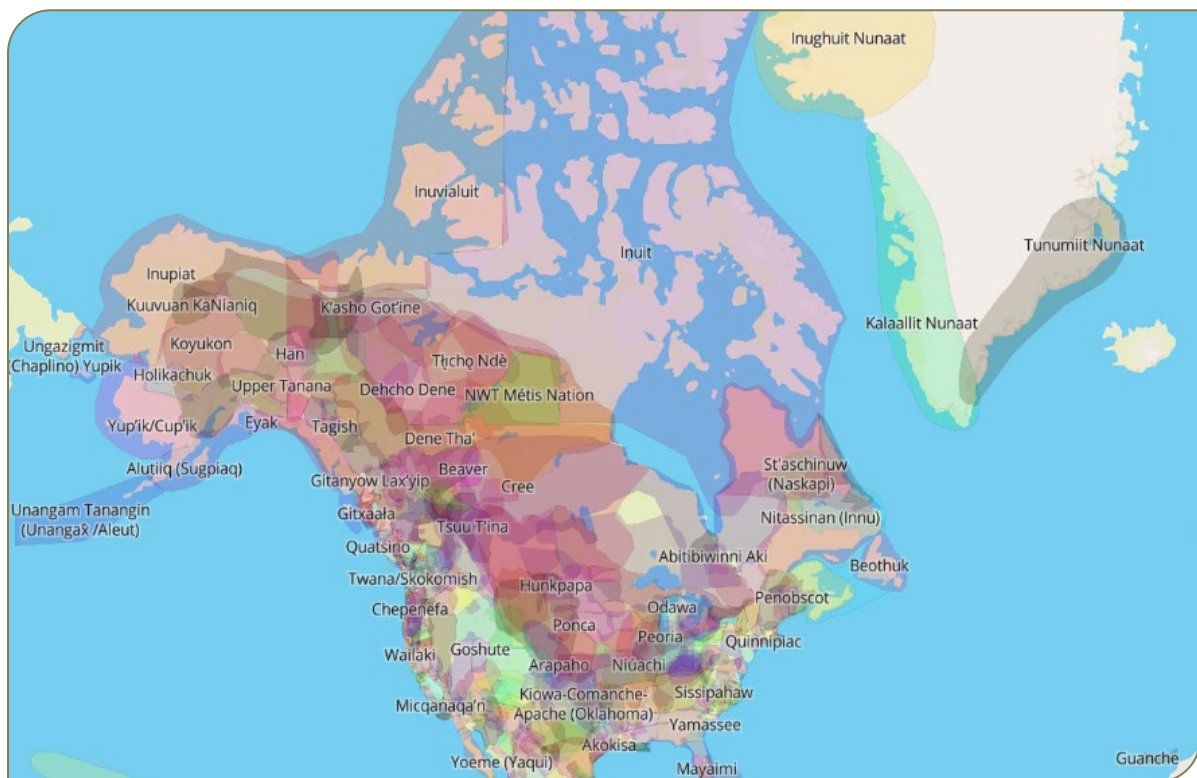 Inughuit Nunaat
Inuvialuit
Tunumiit Nunaat
Inuit
Inupiat
Kuuvuan KaNianiq
K'asho Got'ine
Kalaallit Nunaat
Ungazigmit
(Chaplino) Yupik
Koyukon
Hän
Tłı̨chǫ Ndè
Holikachuk
Upper Tanana
Dehcho Dene
NWT Métis Nation
Yup'ik/Cup'ik
Eyak
Tagish
Dene Tha'
Alutiiq (Sugpiaq)
Gitanyow Lax'yip
Beaver
Cree
St'aschinuw
(Naskapi)
Unangam Tanangin
(Unangax̂ /Aleut)
Gitxaała
Tsuu T'ina
Nitassinan (Innu)
Quatsino
Abitibiwinni Aki
Beothuk
Twana/Skokomish
Hunkpapa
Penobscot
Chepenefa
Odawa
Ponca
Peoria
Quinnipiac
Wailaki
Goshute
Arapaho
Niúachi
Micqanaqa'n
Kiowa-Comanche-
Apache (Oklahoma)
Sissipahaw
Yamassee
Yoeme (Yaqui)
Akokisa
Mayaimi
Guanche